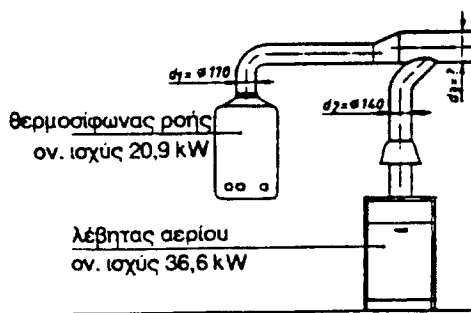 d₁=⌀110
d₂=⌀140
d₃=?
θερμοσίφωνας ροής
ον. ισχύς 20,9 kW
λέβητας αερίου
ον. ισχύς 36,6 kW